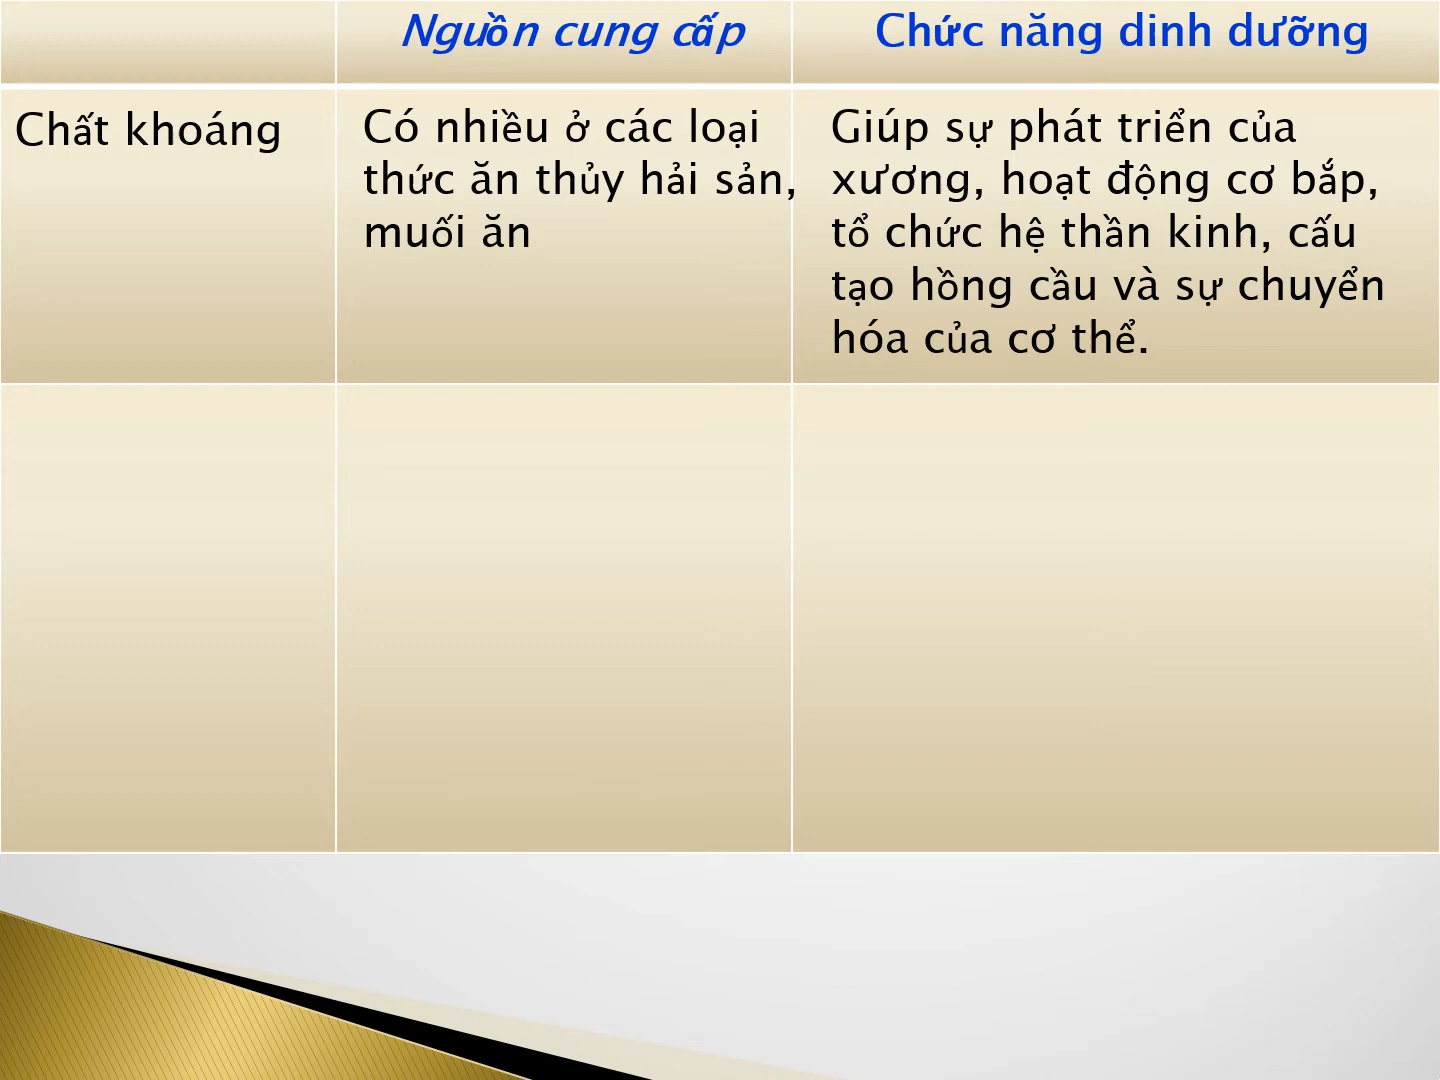 Nguồn cung cấp
Chức năng dinh dưỡng
Chất khoáng
Có nhiều ở các loại
thức ăn thủy hải sản,
muối ăn
Giúp sự phát triển của
xương, hoạt động cơ bắp,
tổ chức hệ thần kinh, cấu
tạo hồng cầu và sự chuyển
hóa của cơ thể.